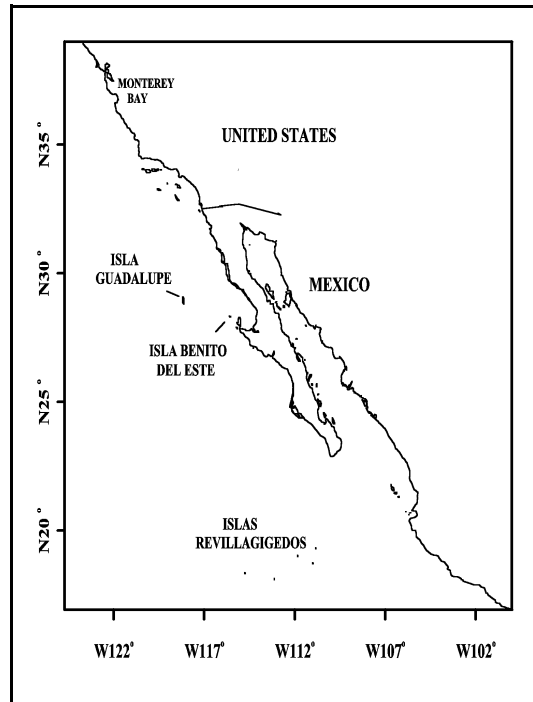 MONTEREY
BAY
UNITED STATES
N35°
ISLA
GUADALUPE
N30°
MEXICO
ISLA BENITO
DEL ESTE
N25°
ISLAS
REVILLAGIGEDOS
N20°
W122° W117° W112° W107° W102°